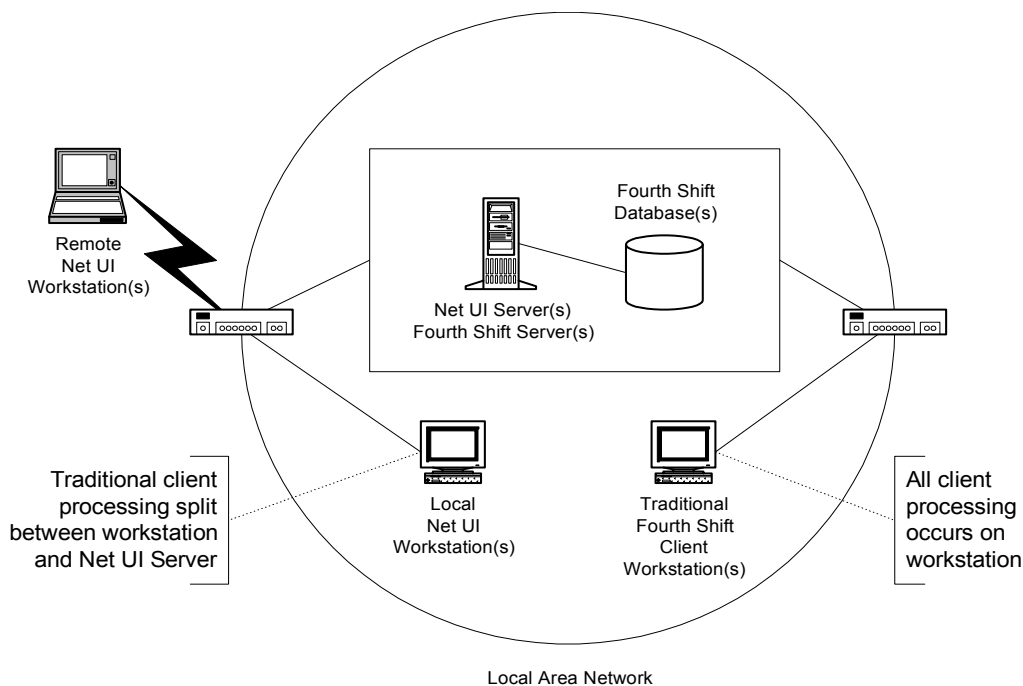 Fourth Shift
Database(s)
Remote
Net UI
Workstation(s)
Net UI Server(s)
Fourth Shift Server(s)
Traditional client
processing split
between workstation
and Net UI Server
Local
Net UI
Workstation(s)
Traditional
Fourth Shift
Client
Workstation(s)
All client
processing
occurs on
workstation
Local Area Network